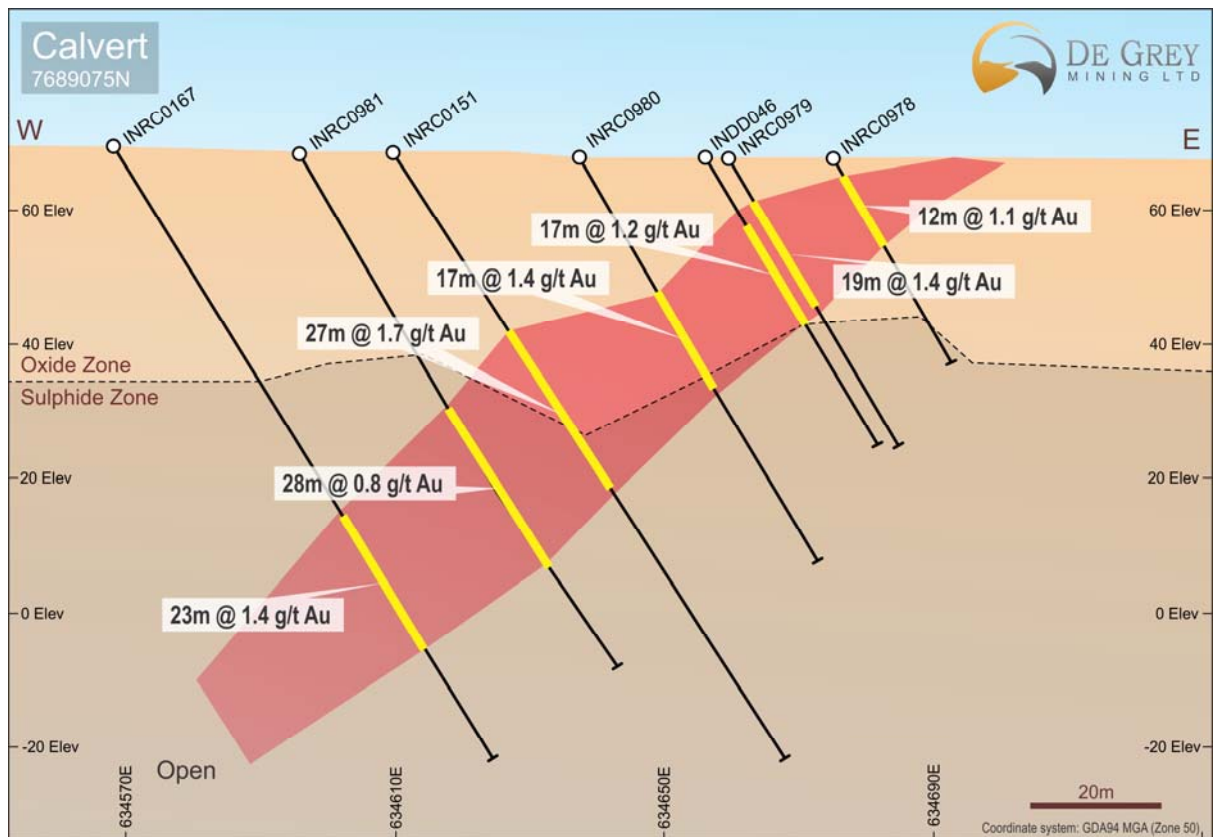 Calvert
7689075N
DE GREY
MINING LTD
W
E
INRC0167
INRC0981
INRC0151
INRC0980
INDD046
INRC0979
INRC0978
60 Elev
60 Elev
12m @ 1.1 g/t Au
17m @ 1.2 g/t Au
17m @ 1.4 g/t Au
19m @ 1.4 g/t Au
27m @ 1.7 g/t Au
40 Elev
40 Elev
Oxide Zone
Sulphide Zone
20 Elev
28m @ 0.8 g/t Au
20 Elev
0 Elev
23m @ 1.4 g/t Au
0 Elev
-20 Elev
-20 Elev
Open
634570E
634610E
634650E
634690E
20m
Coordinate system: GDA94 MGA (Zone 50)